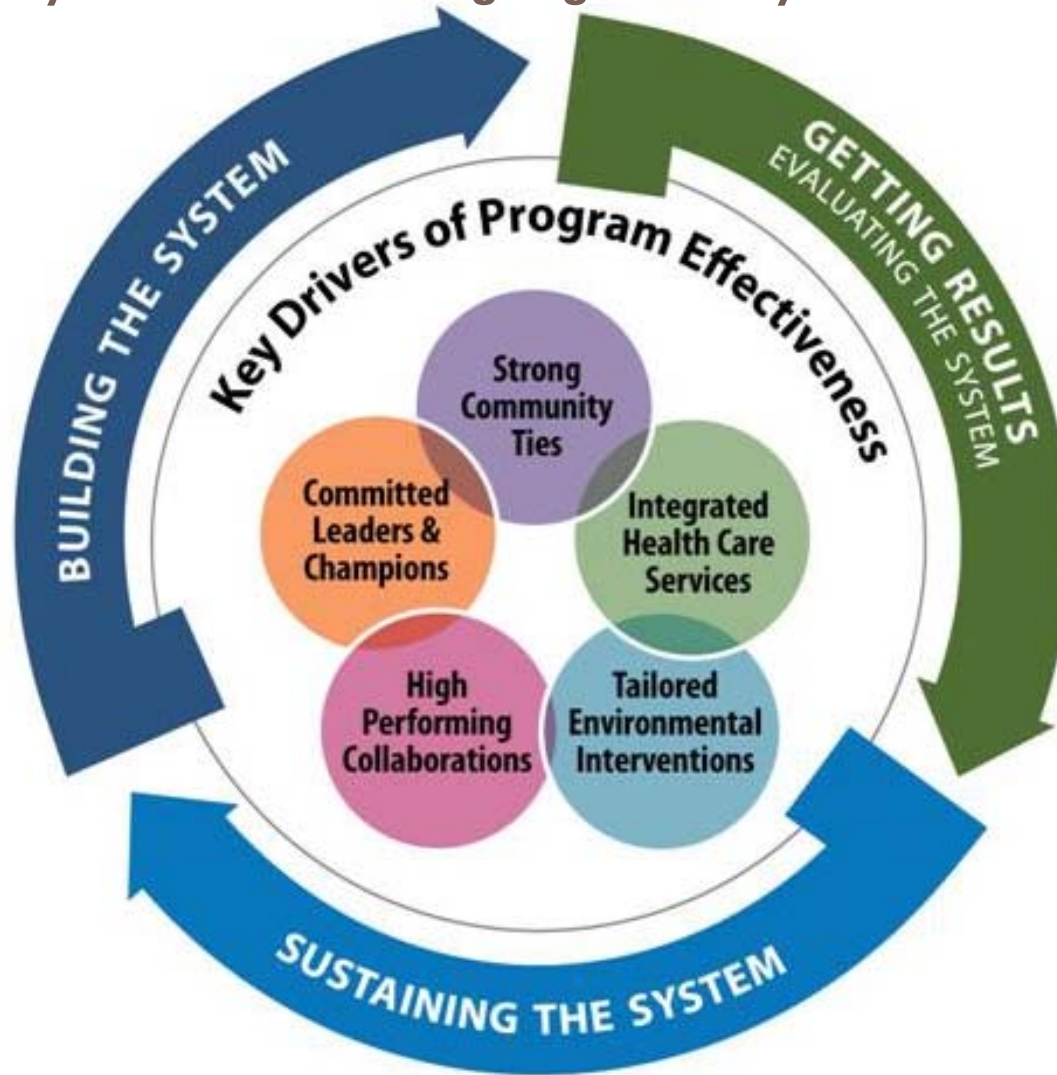 BUILDING THE SYSTEM
GETTING RESULTS
EVALUATING THE SYSTEM
SUSTAINING THE SYSTEM
Key Drivers of Program Effectiveness
Strong
Community
Ties
Committed
Leaders &
Champions
Integrated
Health Care
Services
High
Performing
Collaborations
Tailored
Environmental
Interventions